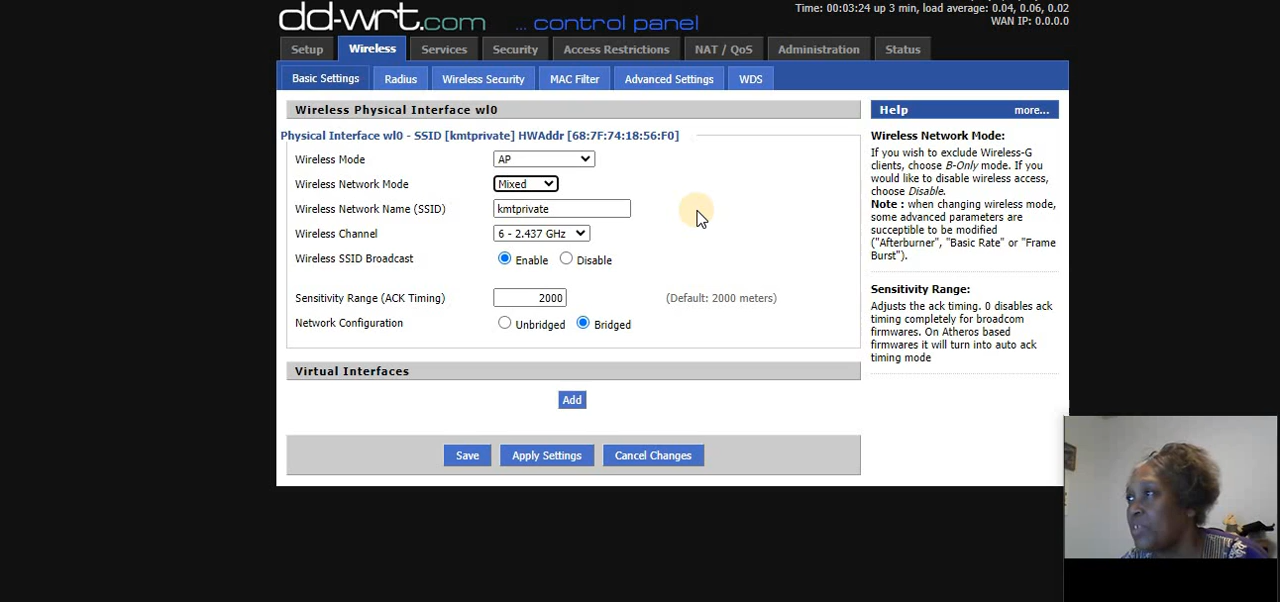 dd-wrt.com ... control panel
Time: 00:03:24 up 3 min, load average: 0.04, 0.06, 0.02
WAN IP: 0.0.0.0
Setup Wireless Services Security Access Restrictions NAT / QoS Administration Status
Basic Settings Radius Wireless Security MAC Filter Advanced Settings WDS
Wireless Physical Interface wl0
Physical Interface wl0 - SSID [kmtprivate] HWAddr [68:7F:74:18:56:F0]
Wireless Mode AP
Wireless Network Mode Mixed
Wireless Network Name (SSID) kmtprivate
Wireless Channel 6 - 2.437 GHz
Wireless SSID Broadcast Enable Disable
Sensitivity Range (ACK Timing) 2000 (Default: 2000 meters)
Network Configuration Unbridged Bridged
Virtual Interfaces
Add
Save Apply Settings Cancel Changes
Help more...
Wireless Network Mode:
If you wish to exclude Wireless-G
clients, choose B-Only mode. If you
would like to disable wireless access,
choose Disable.
Note : when changing wireless mode,
some advanced parameters are
susceptible to be modified
("Afterburner", "Basic Rate" or "Frame
Burst").
Sensitivity Range:
Adjusts the ack timing. 0 disables ack
timing completely for broadcom
firmwares. On Atheros based
firmwares it will turn into auto ack
timing mode